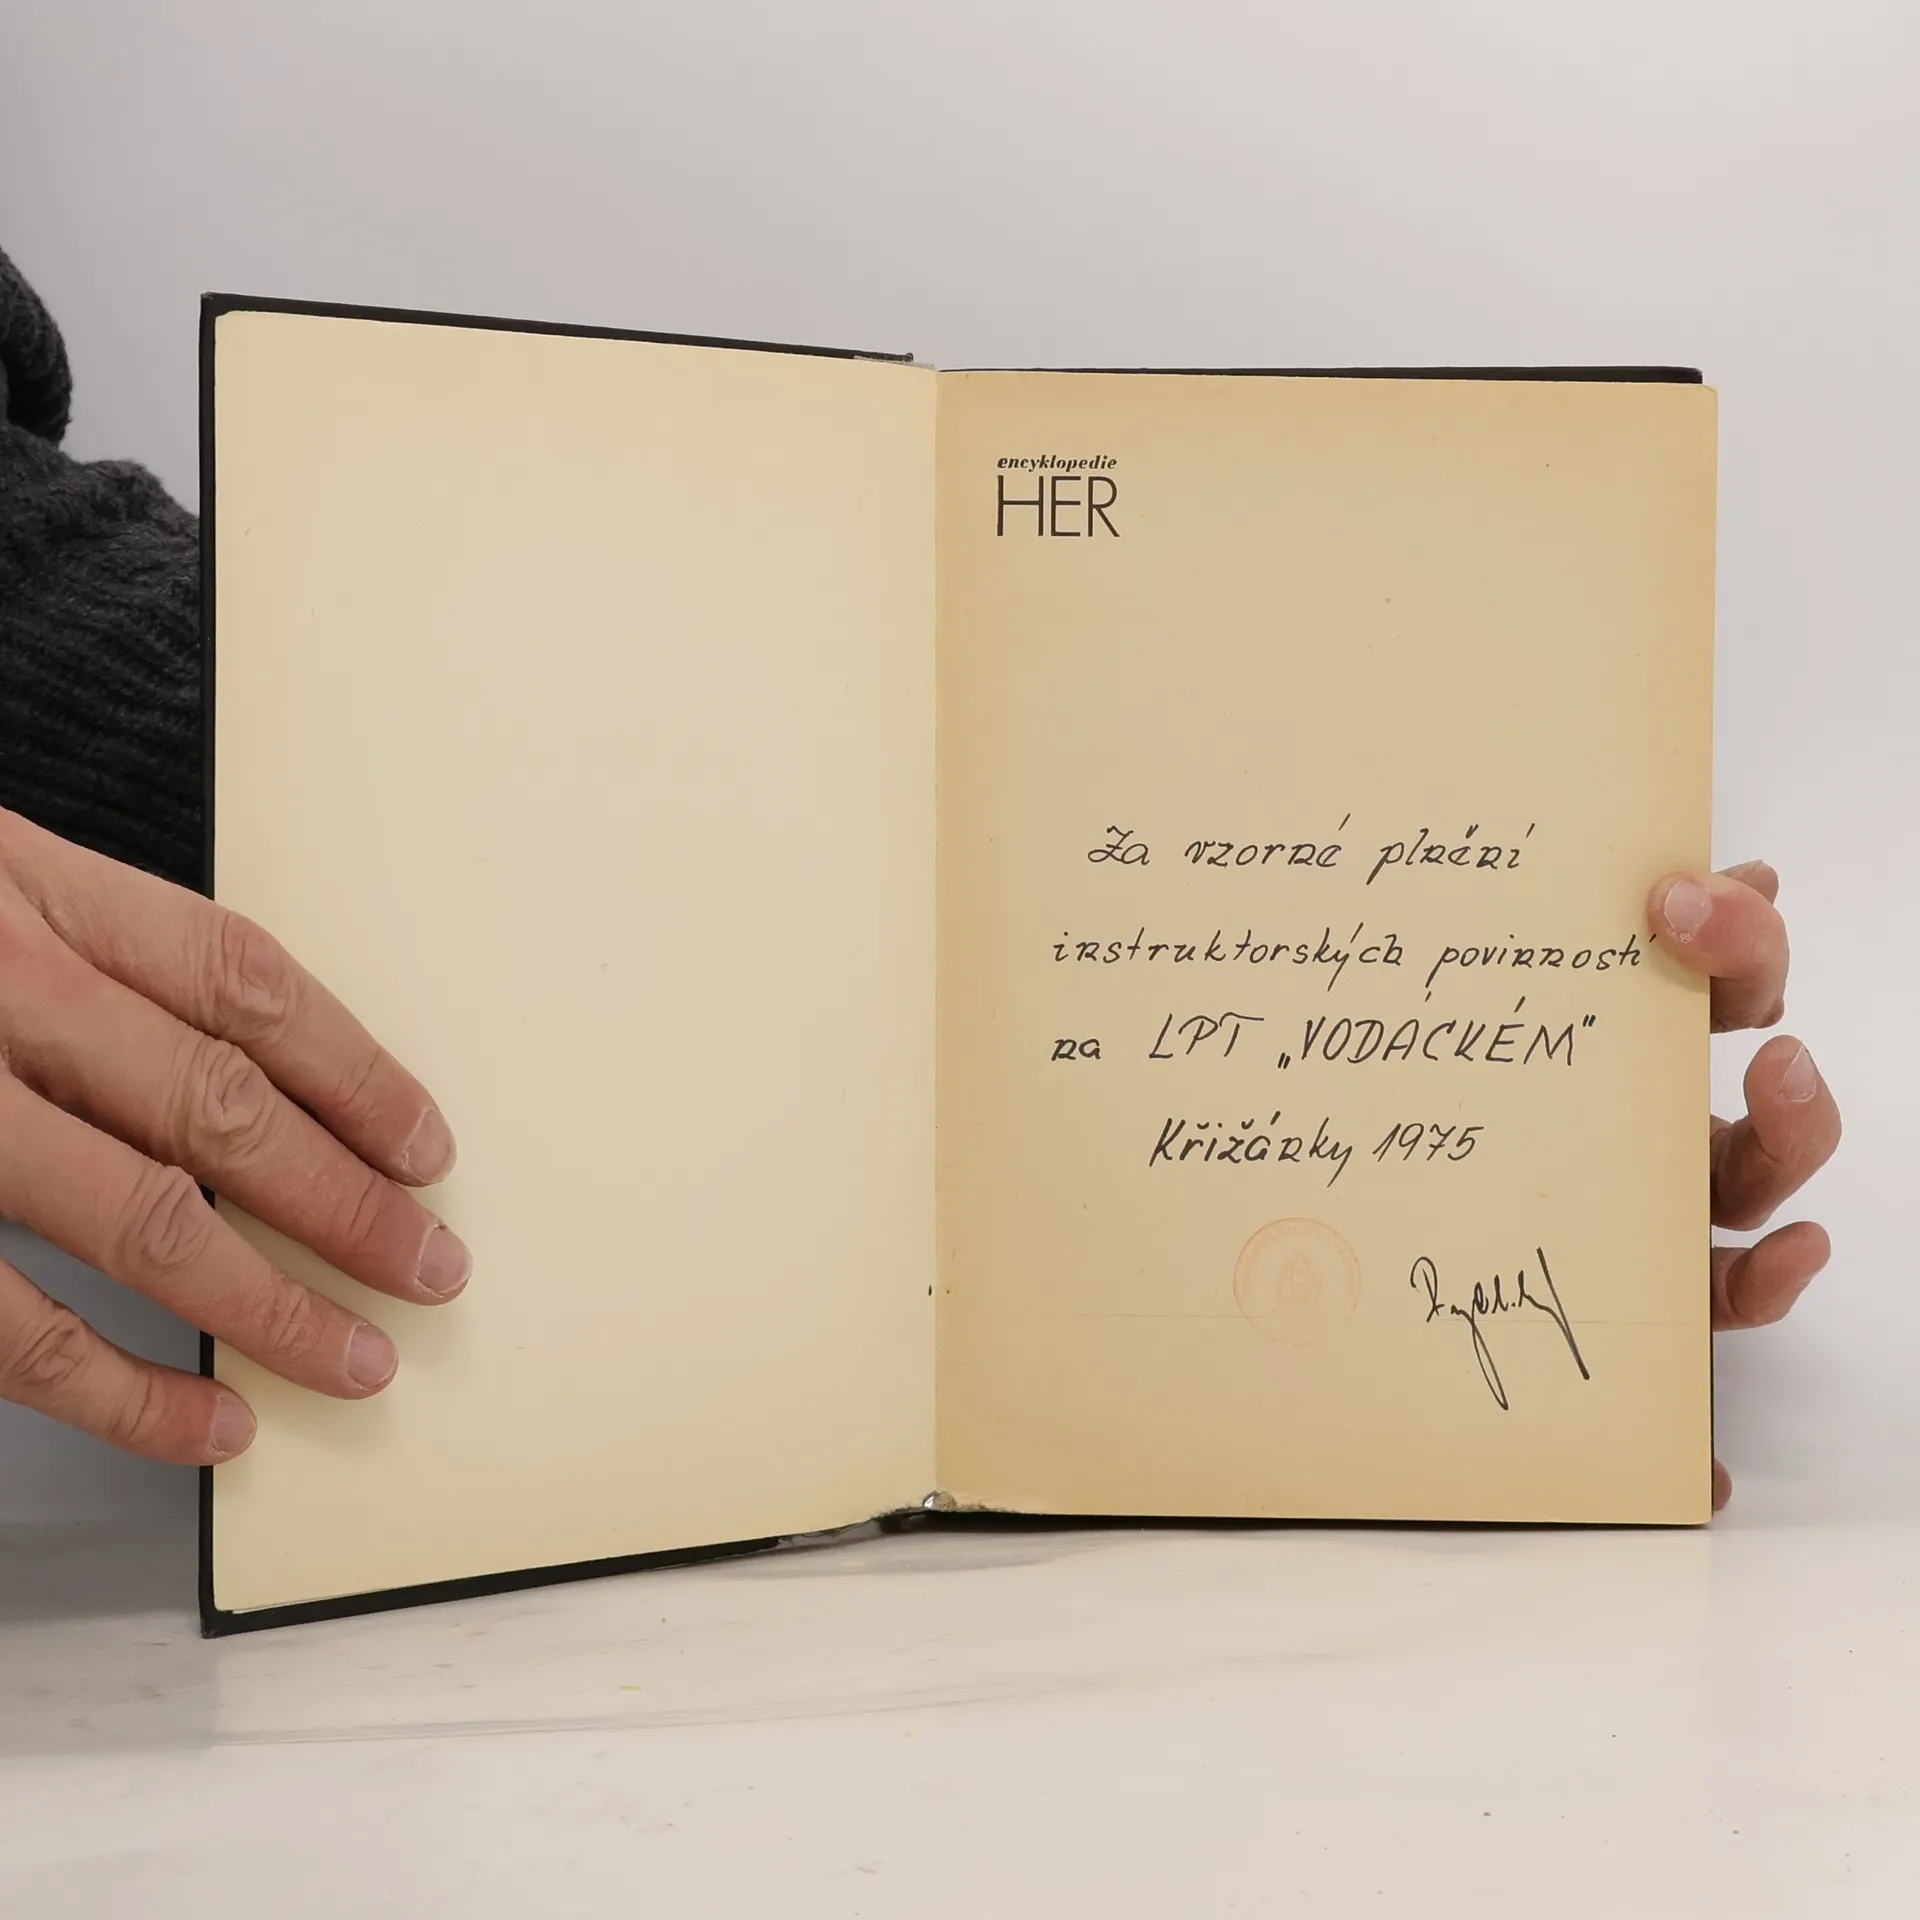 encyklopedie
HER
Za vzorné plnění
instruktorských povinností
na LPT „VODÁCKÉM“
Křižánky 1975